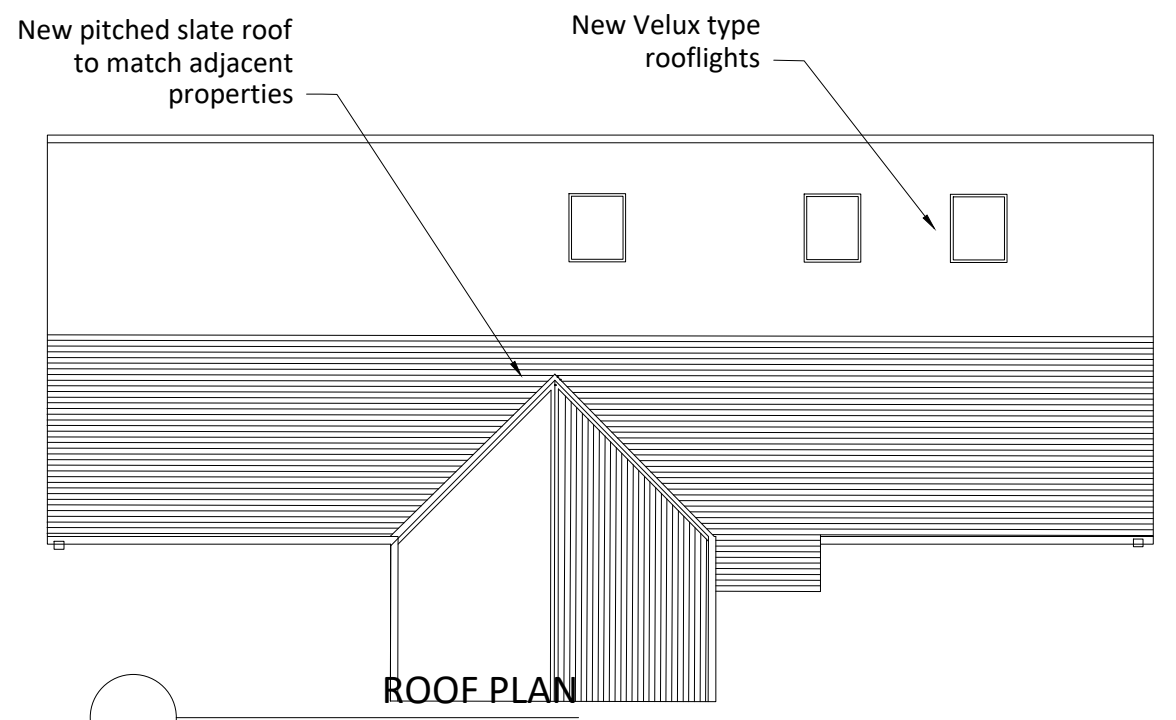 New pitched slate roof
to match adjacent
properties
New Velux type
rooflights
ROOF PLAN